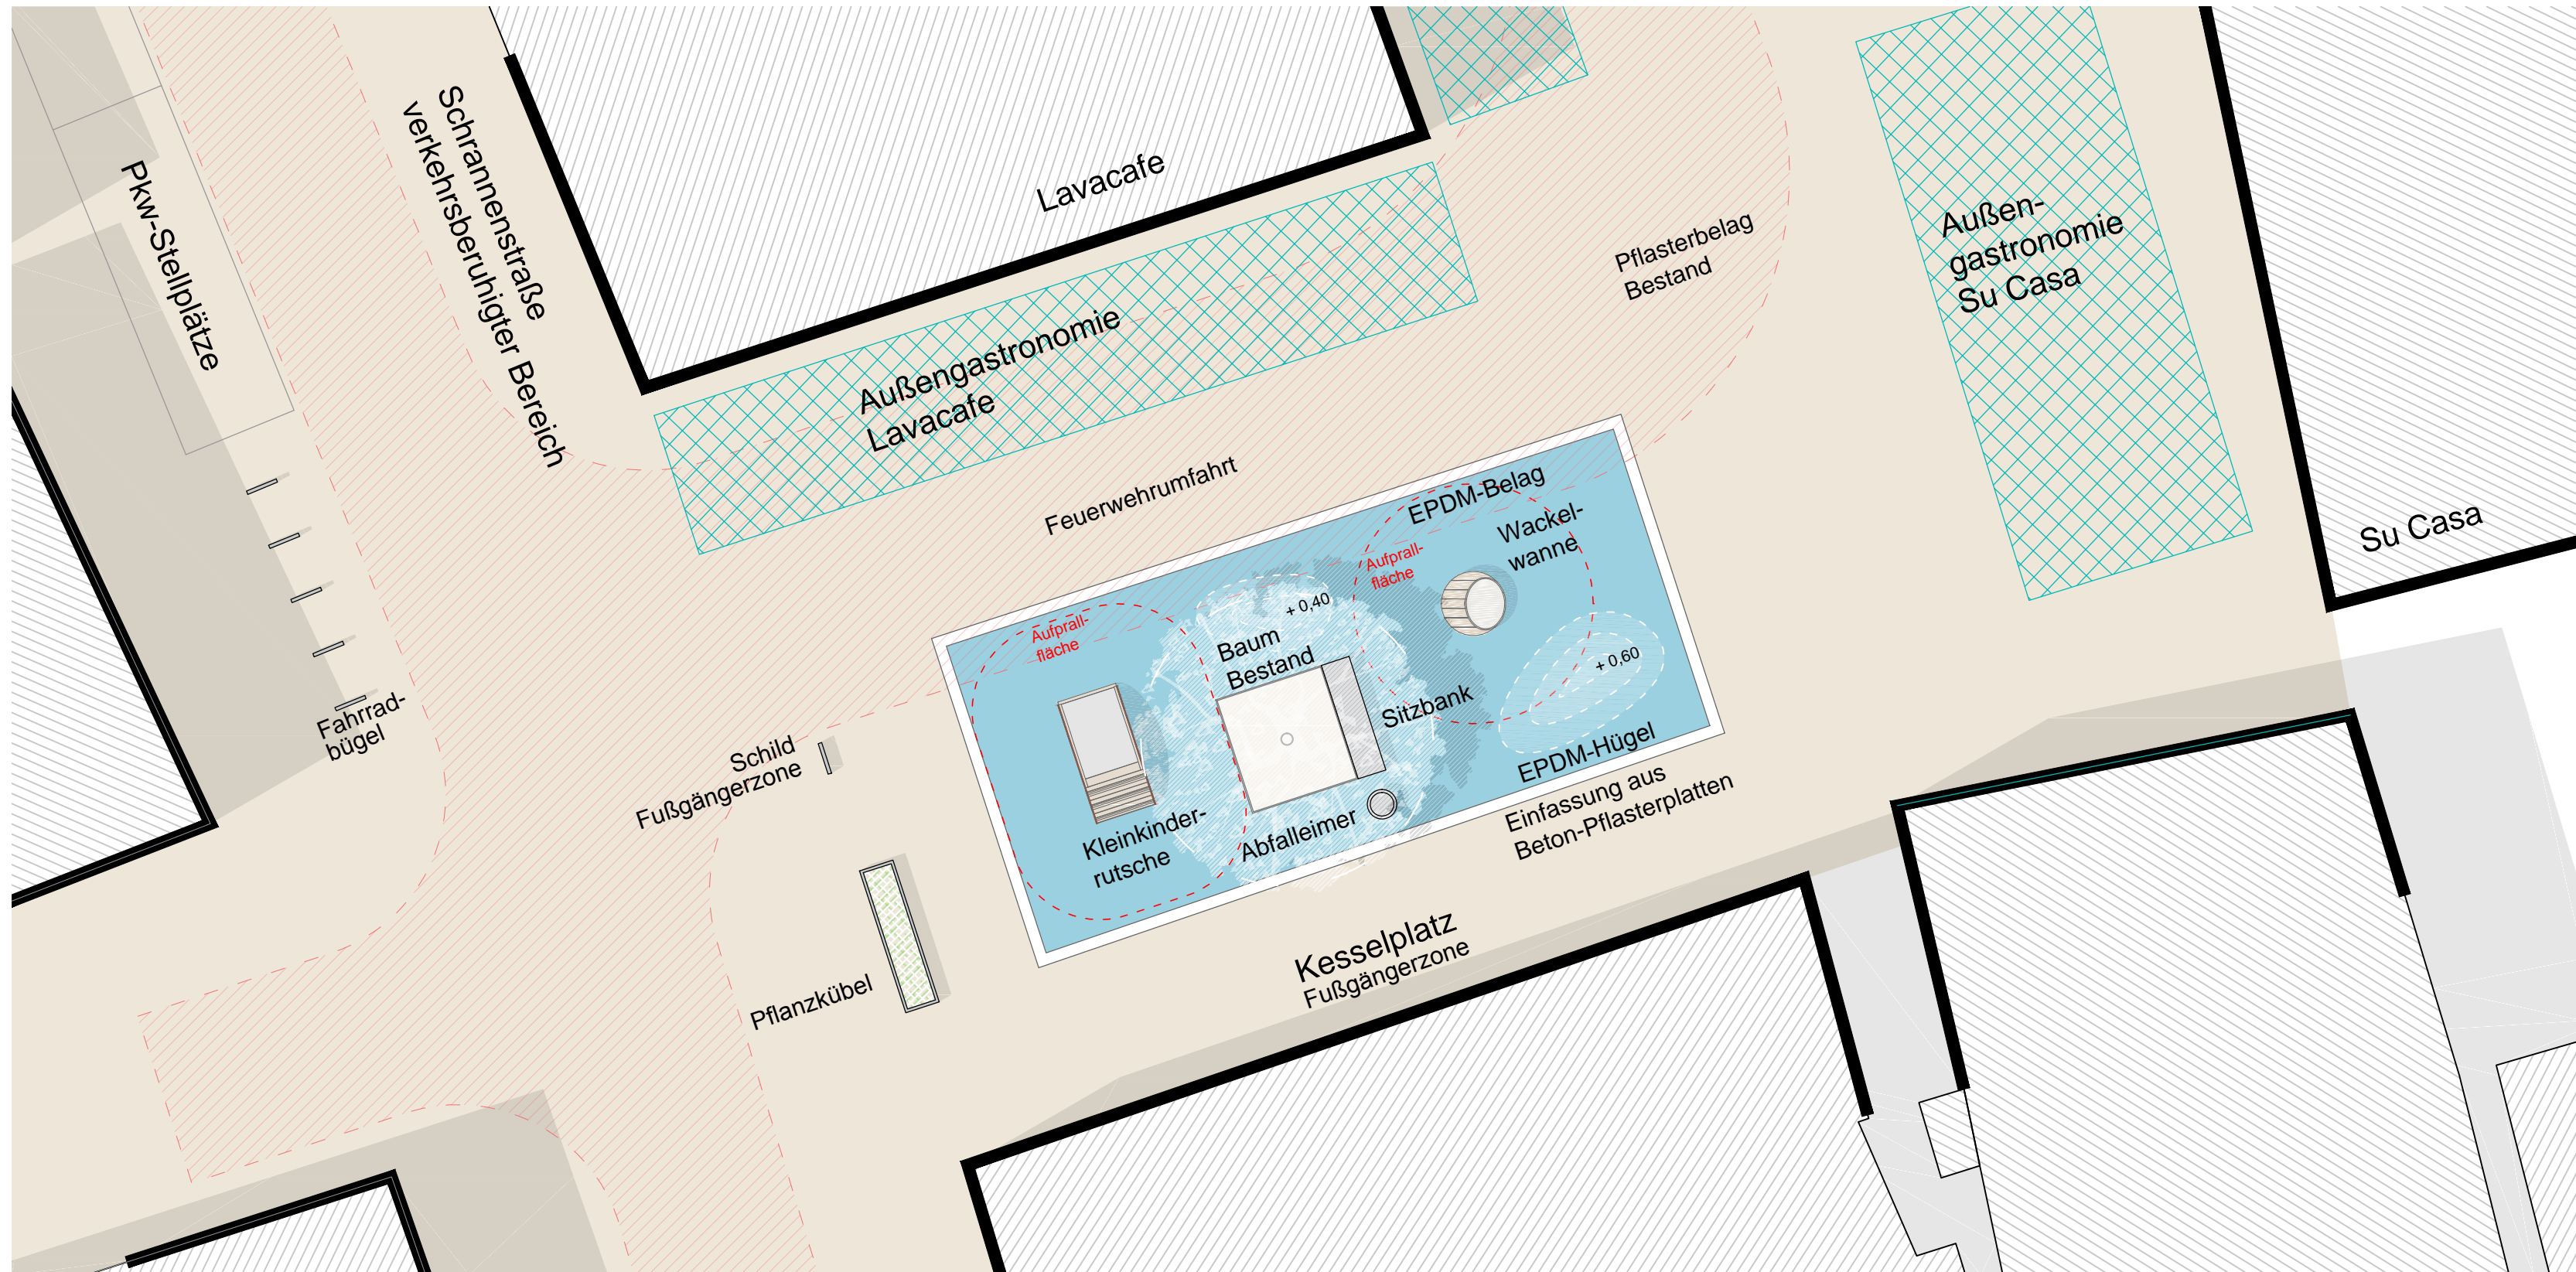 Pkw-Stellplätze
Schrannenstraße
verkehrsberuhigter Bereich
Lavacafe
Außengastronomie
Lavacafe
Pflasterbelag
Bestand
Außen-
gastronomie
Su Casa
Su Casa
Feuerwehrumfahrt
EPDM-Belag
Wackel-
wanne
Aufprall-
fläche
+ 0,40
Aufprall-
fläche
Baum
Bestand
+ 0,60
Sitzbank
EPDM-Hügel
Fahrrad-
bügel
Schild
Fußgängerzone
Kleinkinder-
rutsche
Abfalleimer
Einfassung aus
Beton-Pflasterplatten
Pflanzkübel
Kesselplatz
Fußgängerzone